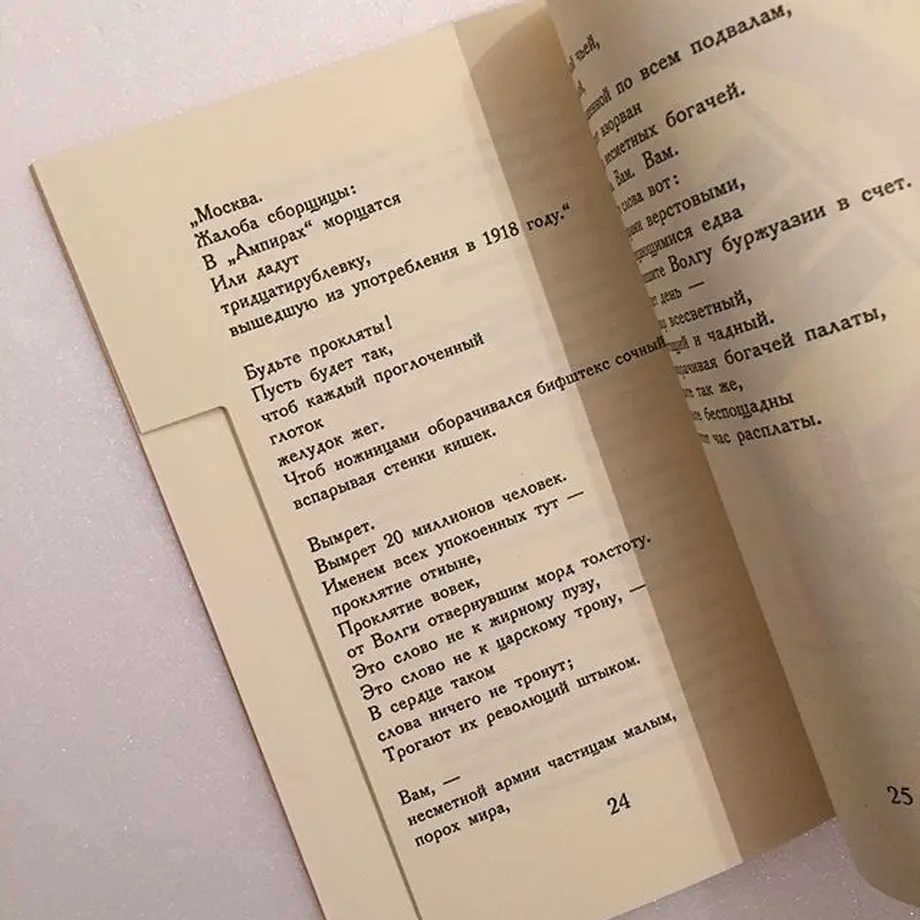 „Москва.
Жалоба сборщицы:
В „Ампирах“ морщатся
Или дадут
тридцатирублевку,
вышедшую из употребления в 1918 году.“
Будьте прокляты!
Пусть будет так,
чтоб каждый проглоченный
глоток
желудок жег.
Чтоб ножницами оборачивался бифштекс сочный
вспарывая стенки кишек.
Вымрет.
Вымрет 20 миллионов человек.
Именем всех упокоенных тут —
проклятие отныне,
Проклятие вовек,
от Волги отвернувшим морд толстоту.
Это слово не к жирному пузу,
Это слово не к царскому трону, —
В сердце таком
слова ничего не тронут;
Трогают их революций штыком.
Вам, —
несметной армии частицам малым,
порох мира,
24
по всем подвалам,
взорван
несметных богачей.
Вам. Вам.
слова вот:
верстовыми,
едва
Волгу буржуазии в счет.
день —
всесветный,
и чадный.
богачей палаты,
так же,
беспощадны
час расплаты.
25